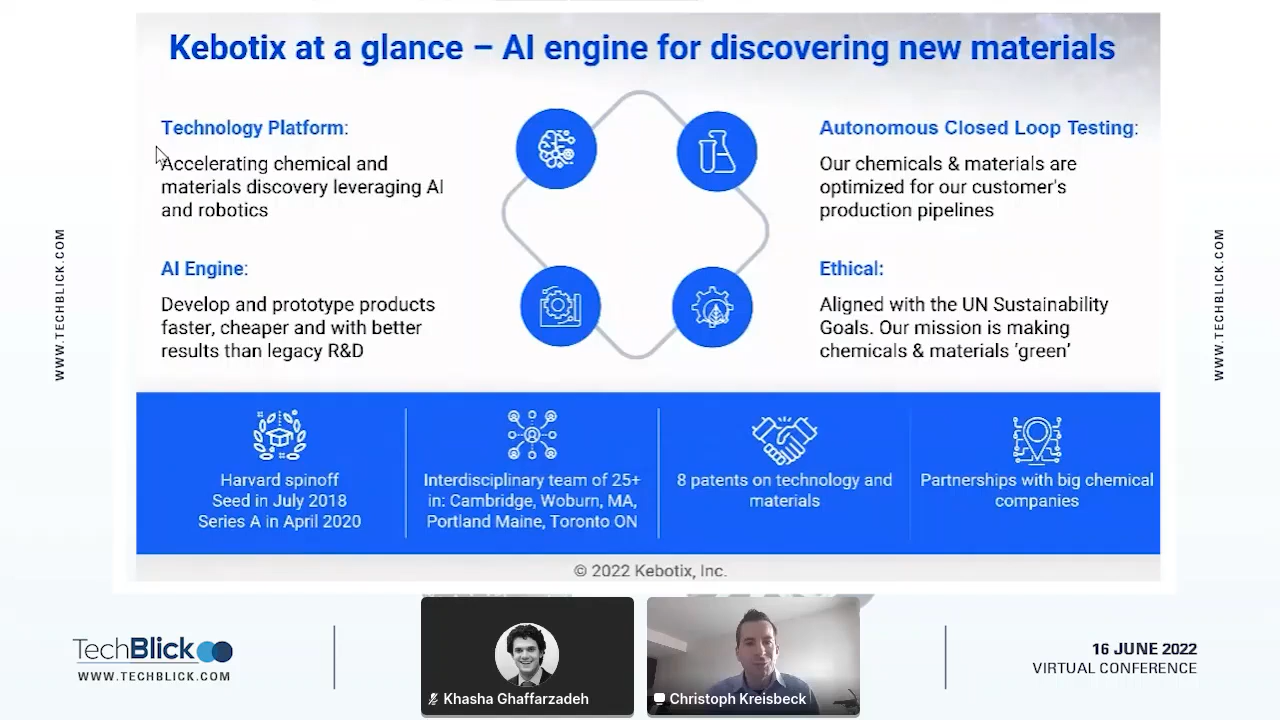 Kebotix at a glance – AI engine for discovering new materials
Technology Platform:
Accelerating chemical and
materials discovery leveraging AI
and robotics
AI Engine:
Develop and prototype products
faster, cheaper and with better
results than legacy R&D
Autonomous Closed Loop Testing:
Our chemicals & materials are
optimized for our customer's
production pipelines
Ethical:
Aligned with the UN Sustainability
Goals. Our mission is making
chemicals & materials ‘green’
Harvard spinoff
Seed in July 2018
Series A in April 2020
Interdisciplinary team of 25+
in: Cambridge, Woburn, MA,
Portland Maine, Toronto ON
8 patents on technology and
materials
Partnerships with big chemical
companies
© 2022 Kebotix, Inc.
WWW.TECHBLICK.COM
WWW.TECHBLICK.COM
TechBlick
WWW.TECHBLICK.COM
Khasha Ghaffarzadeh
Christoph Kreisbeck
16 JUNE 2022
VIRTUAL CONFERENCE